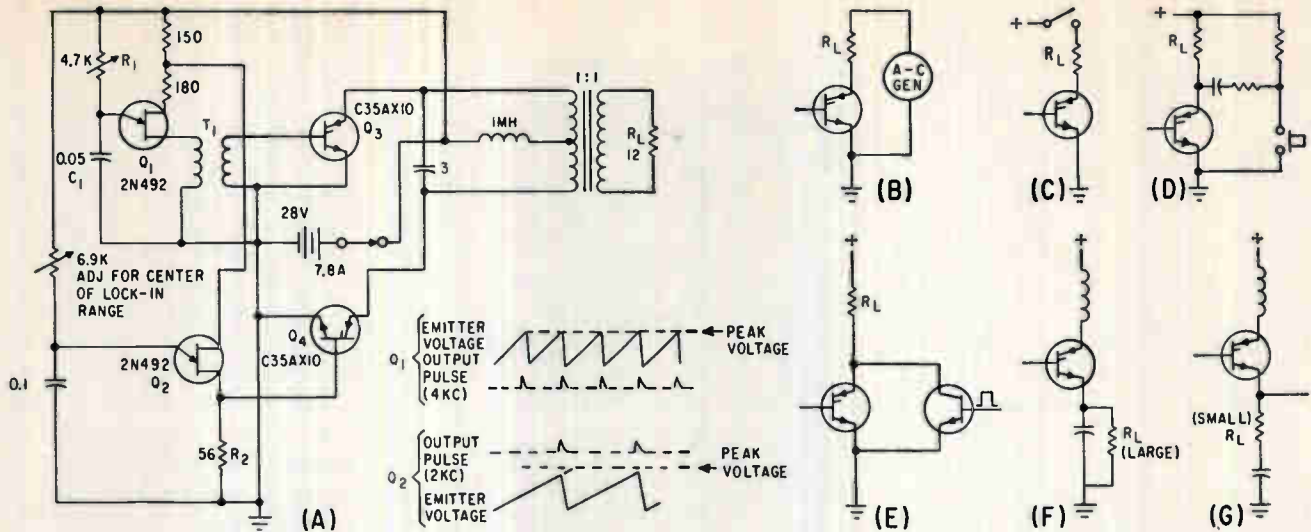 150
4.7K
R1
180
1:1
C35AX10
Q3
T1
1MH
RL
12
0.05
C1
Q1
2N492
3
28V
7.8A
6.9K
ADJ FOR CENTER
OF LOCK-IN
RANGE
Q4
C35AX10
2N492
Q2
0.1
56
R2
(A)
Q1
EMITTER
VOLTAGE
OUTPUT
PULSE
(4KC)
PEAK
VOLTAGE
Q2
OUTPUT
PULSE
(2KC)
EMITTER
VOLTAGE
PEAK
VOLTAGE
RL
A-C
GEN
(B)
+
RL
(C)
+
RL
(D)
+
RL
(E)
+
RL
(LARGE)
(F)
+
(SMALL)
RL
(G)